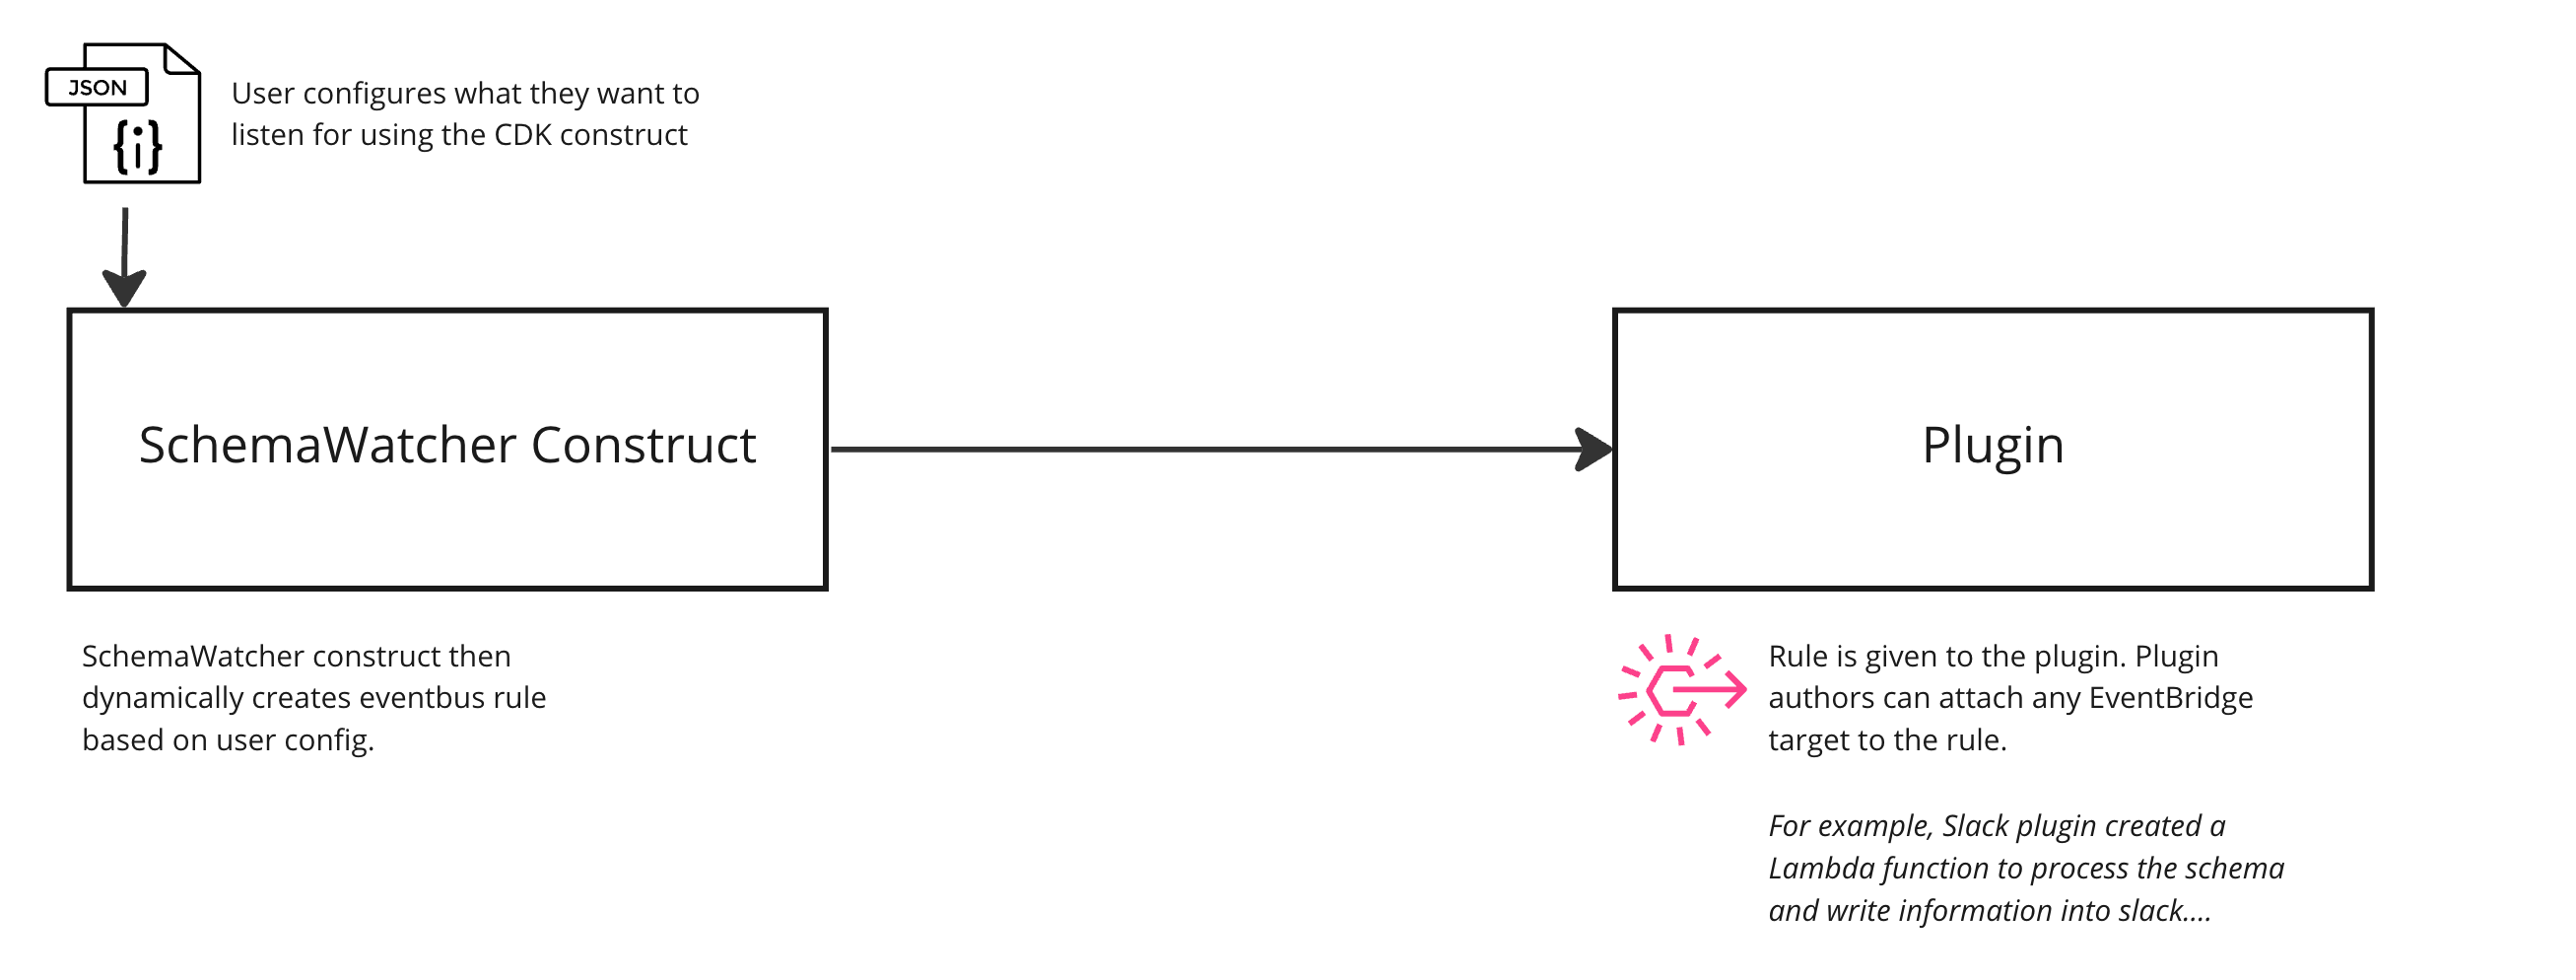 JSON
{i}
User configures what they want to
listen for using the CDK construct
SchemaWatcher Construct
Plugin
SchemaWatcher construct then
dynamically creates eventbus rule
based on user config.
Rule is given to the plugin. Plugin
authors can attach any EventBridge
target to the rule.
For example, Slack plugin created a
Lambda function to process the schema
and write information into slack....